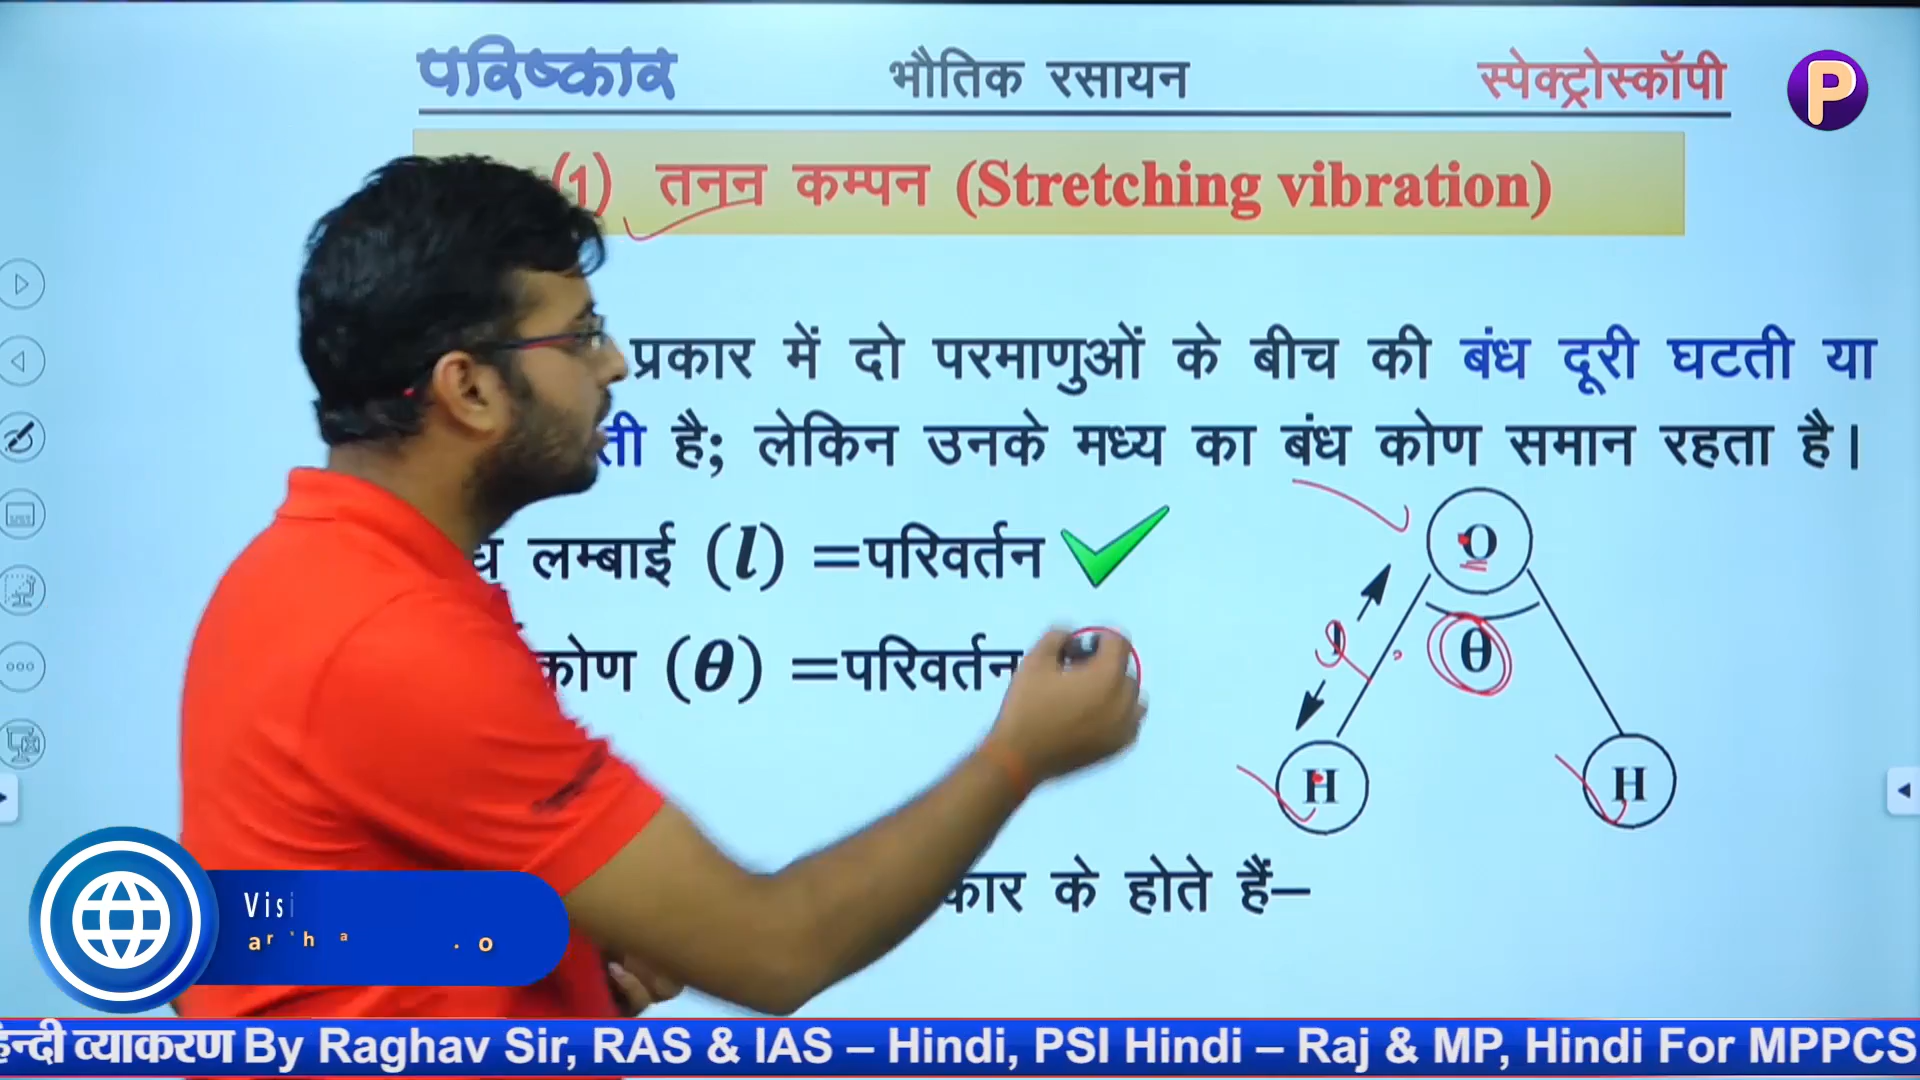 परिष्कार भौतिक रसायन स्पेक्ट्रोस्कॉपी
P
(1) तनन कम्पन (Stretching vibration)
प्रकार में दो परमाणुओं के बीच की बंध दूरी घटती या
है; लेकिन उनके मध्य का बंध कोण समान रहता है।
लम्बाई (l) =परिवर्तन
कोण (θ) =परिवर्तन
O
l
θ
H H
के होते हैं–
हिन्दी व्याकरण By Raghav Sir, RAS & IAS – Hindi, PSI Hindi – Raj & MP, Hindi For MPPCS